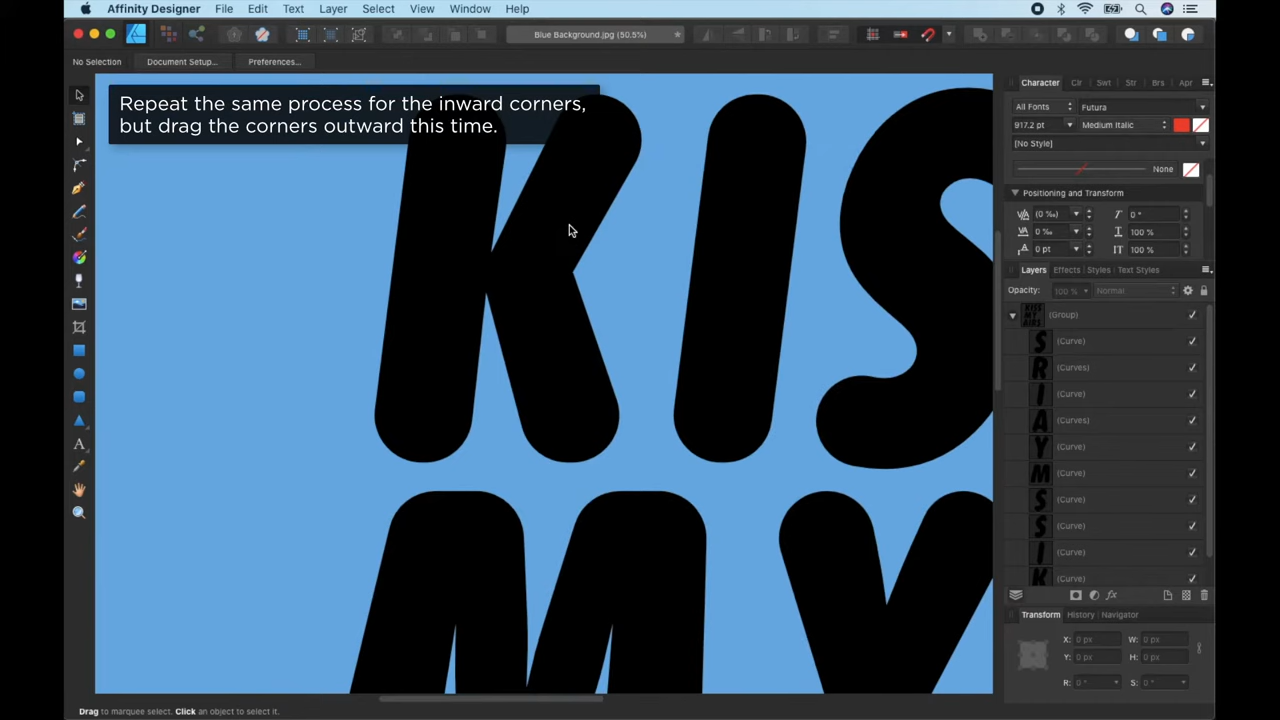 Affinity Designer File Edit Text Layer Select View Window Help
Blue Background.jpg (50.5%)
No Selection Document Setup... Preferences...
Repeat the same process for the inward corners,
but drag the corners outward this time.
KIS
MY
Character Clr Swt Str Brs Apr
All Fonts Futura
917.2 pt Medium Italic
[No Style]
None
Positioning and Transform
(0 ‰) 0 °
0 ‰ 100 %
0 pt 100 %
Layers Effects Styles Text Styles
Opacity: 100 % Normal
(Group)
(Curve)
(Curves)
(Curve)
(Curves)
(Curve)
(Curve)
(Curve)
(Curve)
(Curve)
(Curve)
Transform History Navigator
X: 0 px W: 0 px
Y: 0 px H: 0 px
R: 0 ° S: 0 °
Drag to marquee select. Click an object to select it.